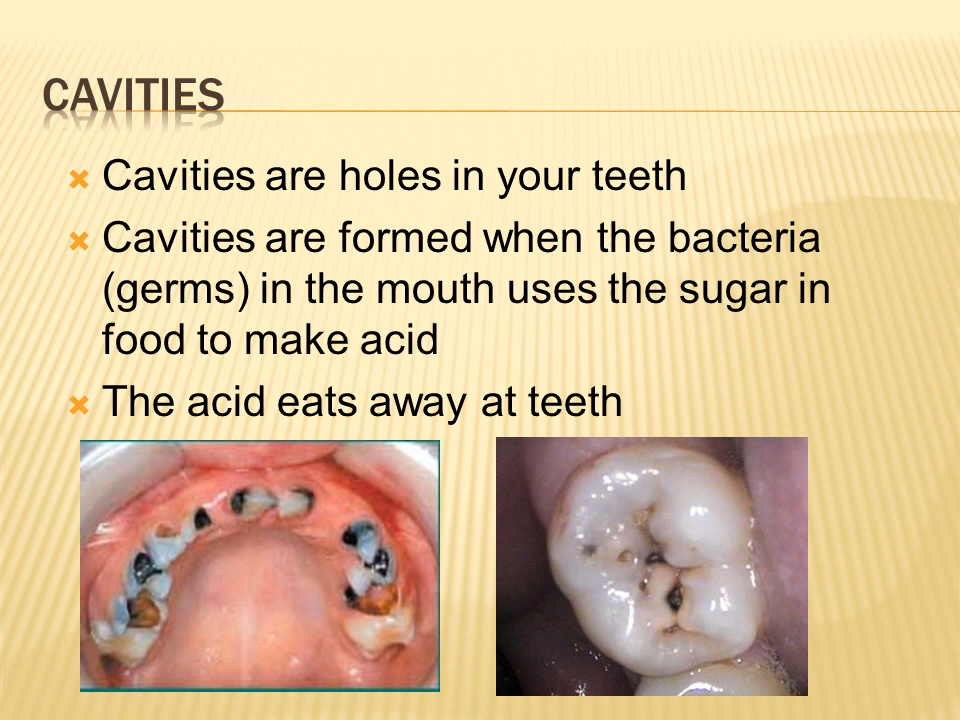 CAVITIES
Cavities are holes in your teeth
Cavities are formed when the bacteria
(germs) in the mouth uses the sugar in
food to make acid
The acid eats away at teeth